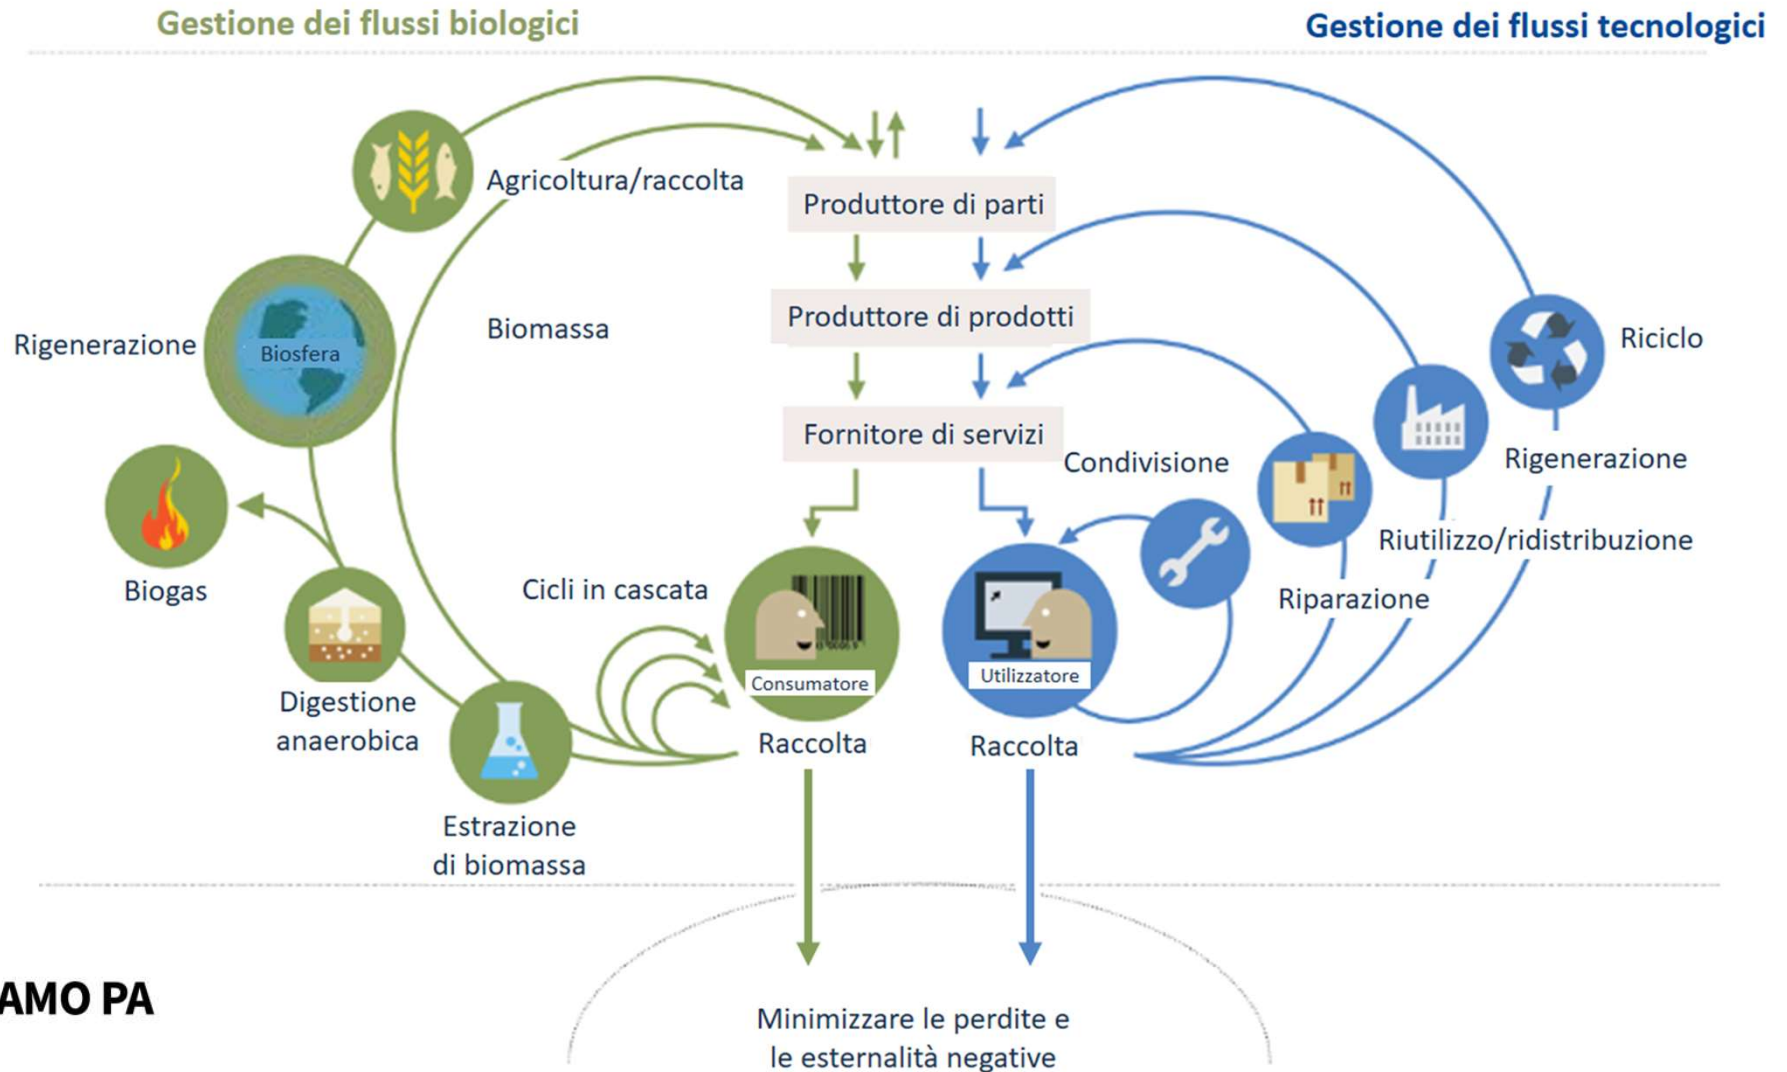 Gestione dei flussi biologici
Gestione dei flussi tecnologici
Agricoltura/raccolta
Produttore di parti
Biomassa
Produttore di prodotti
Rigenerazione
Biosfera
Riciclo
Fornitore di servizi
Condivisione
Rigenerazione
Riutilizzo/ridistribuzione
Biogas
Cicli in cascata
Riparazione
Consumatore
Utilizzatore
Digestione
anaerobica
Raccolta
Raccolta
Estrazione
di biomassa
AMO PA
Minimizzare le perdite e
le esternalità negative